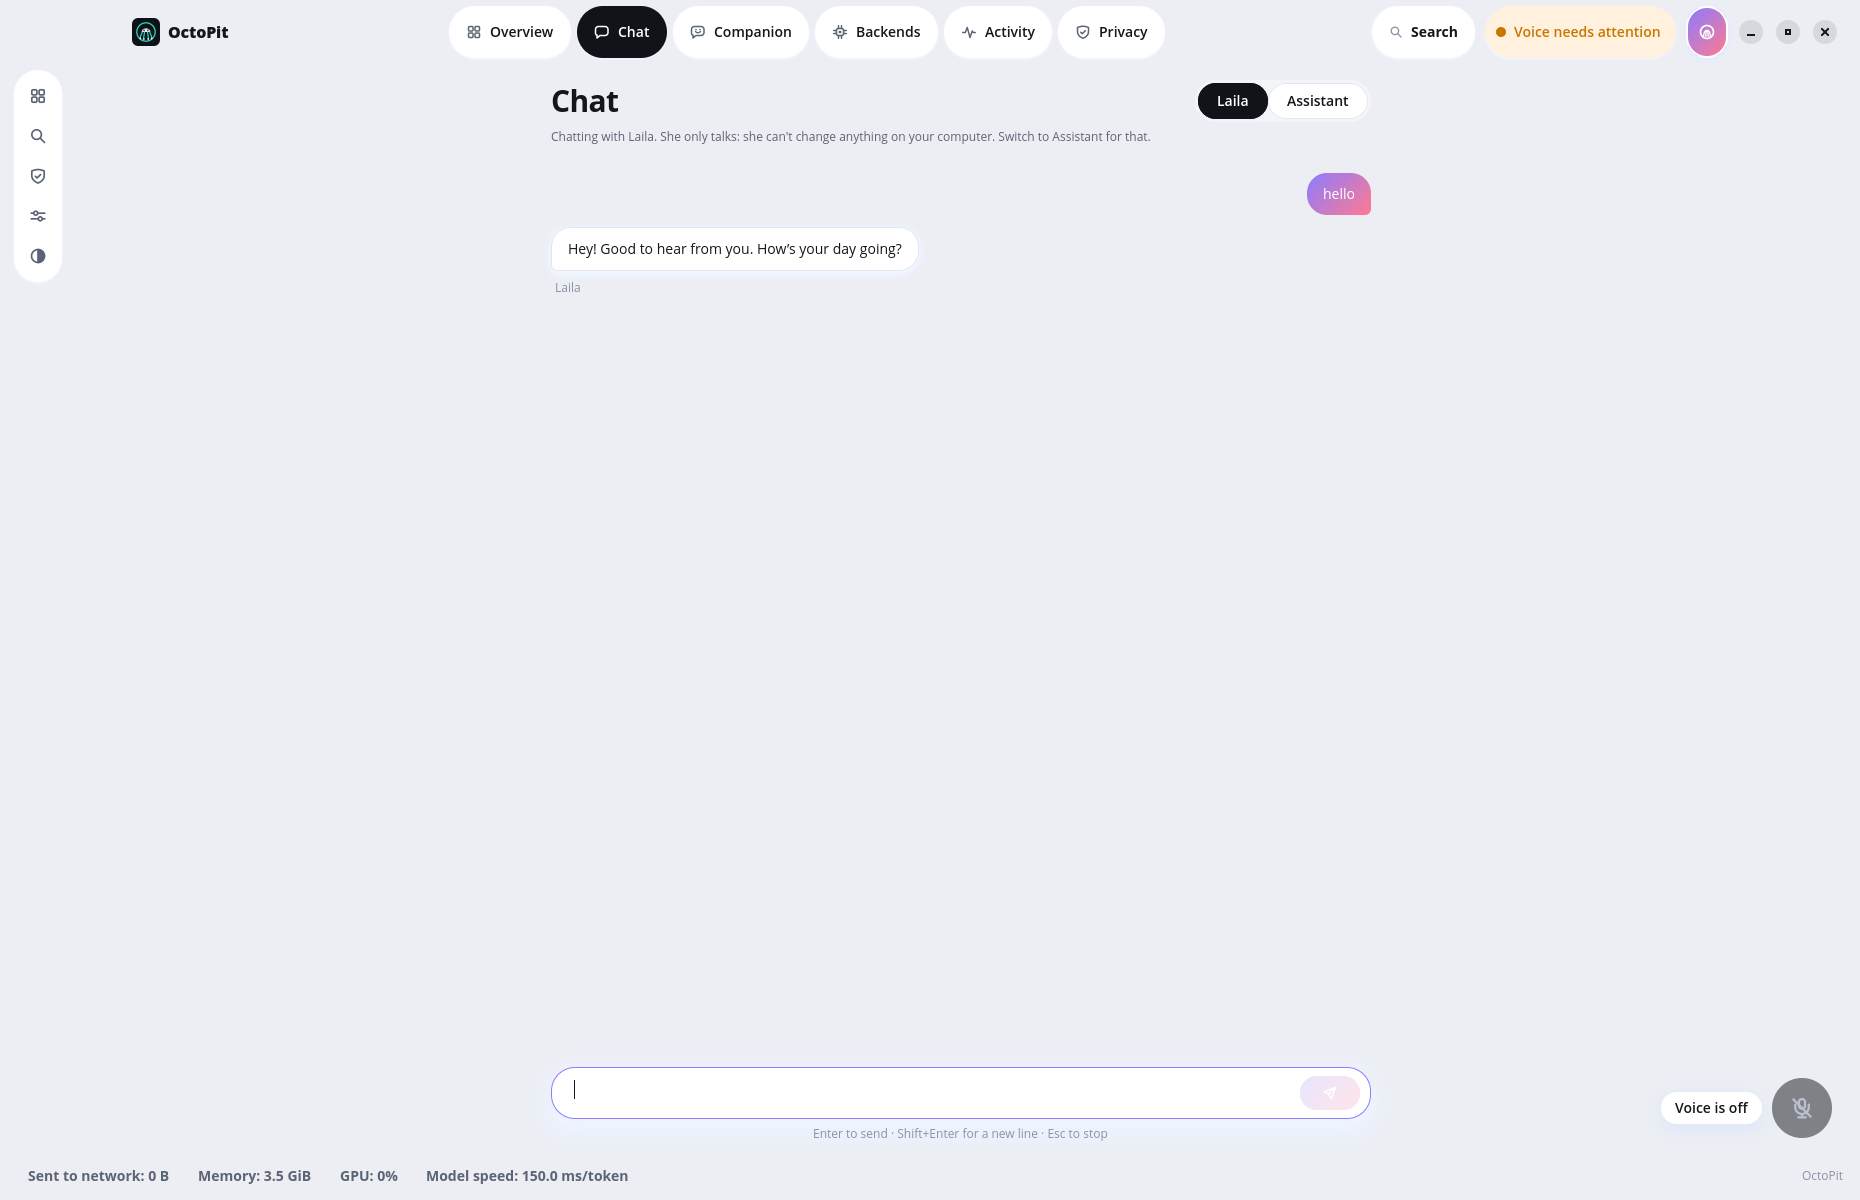 OctoPit
Overview
Chat
Companion
Backends
Activity
Privacy
Search
Voice needs attention
Chat
Laila
Assistant
Chatting with Laila. She only talks: she can't change anything on your computer. Switch to Assistant for that.
hello
Hey! Good to hear from you. How’s your day going?
Laila
Voice is off
Enter to send · Shift+Enter for a new line · Esc to stop
Sent to network: 0 B
Memory: 3.5 GiB
GPU: 0%
Model speed: 150.0 ms/token
OctoPit